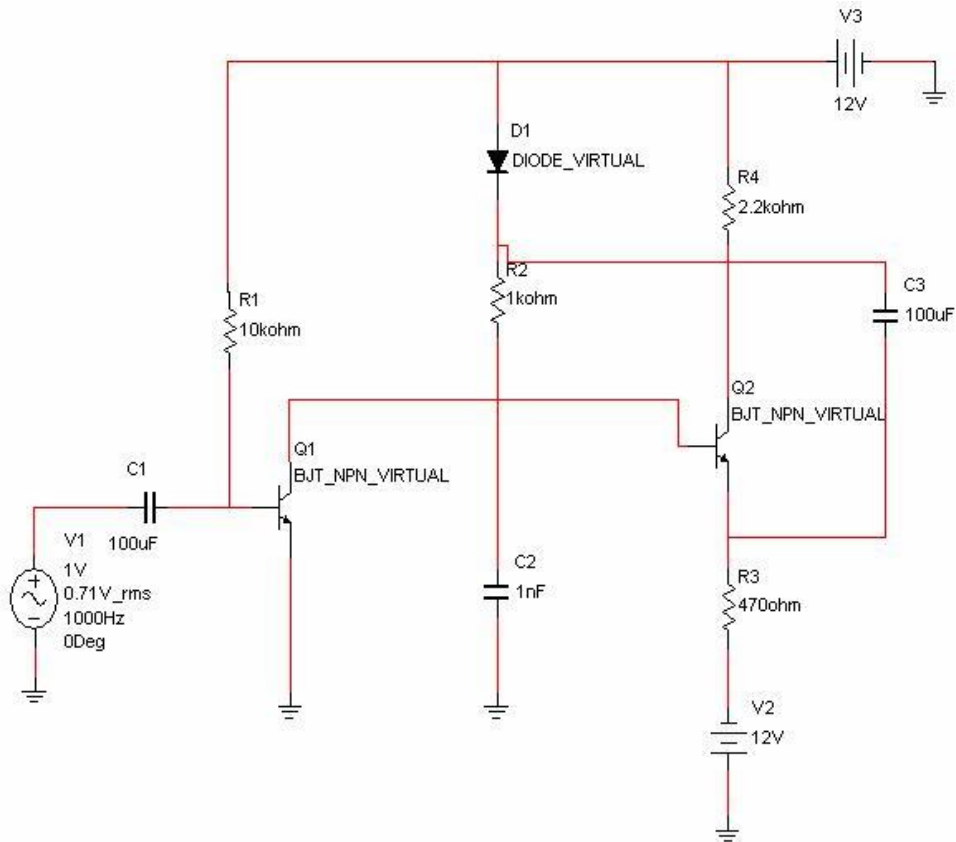 V3
12V
D1
DIODE_VIRTUAL
R4
2.2kohm
R2
1kohm
C3
100uF
R1
10kohm
Q2
BJT_NPN_VIRTUAL
Q1
BJT_NPN_VIRTUAL
C1
100uF
V1
1V
0.71V_rms
1000Hz
0Deg
C2
1nF
R3
470ohm
V2
12V